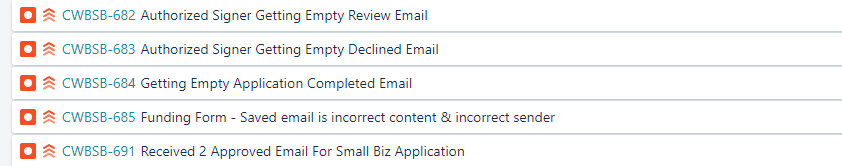 CWBSB-682 Authorized Signer Getting Empty Review Email
CWBSB-683 Authorized Signer Getting Empty Declined Email
CWBSB-684 Getting Empty Application Completed Email
CWBSB-685 Funding Form - Saved email is incorrect content & incorrect sender
CWBSB-691 Received 2 Approved Email For Small Biz Application